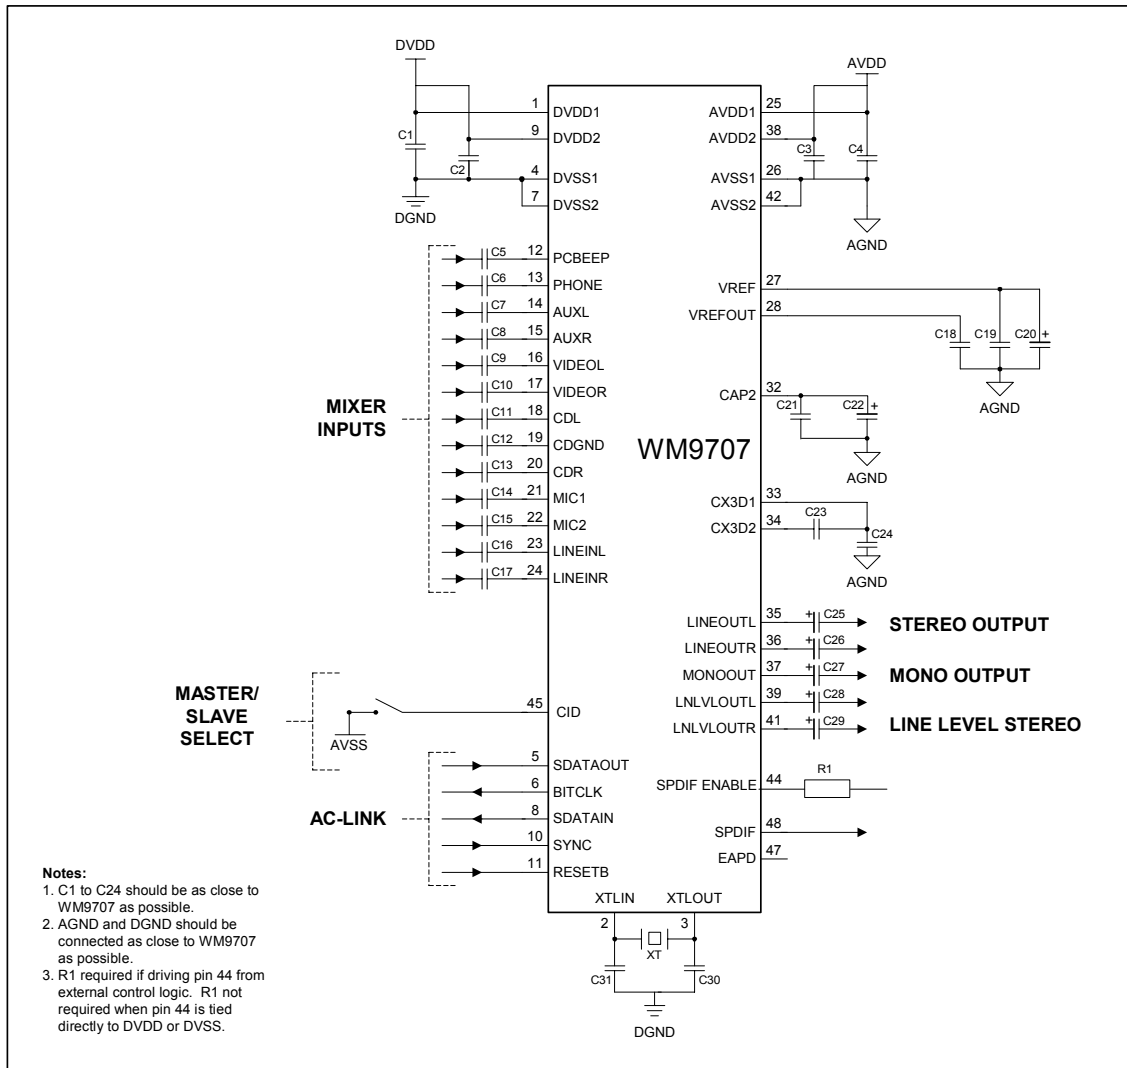 DVDD
AVDD
1
DVDD1
9
DVDD2
4
DVSS1
7
DVSS2
C1
C2
DGND
AVDD1
25
AVDD2
38
AVSS1
26
AVSS2
42
C3
C4
AGND
MIXER
INPUTS
C5
12
PCBEEP
C6
13
PHONE
C7
14
AUXL
C8
15
AUXR
C9
16
VIDEOL
C10
17
VIDEOR
C11
18
CDL
C12
19
CDGND
C13
20
CDR
C14
21
MIC1
C15
22
MIC2
C16
23
LINEINL
C17
24
LINEINR
VREF
27
VREFOUT
28
C18
C19
C20
+
AGND
CAP2
32
C21
C22
+
AGND
WM9707
CX3D1
33
CX3D2
34
C23
C24
AGND
LINEOUTL
35
+
C25
STEREO OUTPUT
LINEOUTR
36
+
C26
MONOOUT
37
+
C27
MONO OUTPUT
LNLVLOUTL
39
+
C28
LNLVLOUTR
41
+
C29
LINE LEVEL STEREO
MASTER/
SLAVE
SELECT
AVSS
45
CID
AC-LINK
5
SDATAOUT
6
BITCLK
8
SDATAIN
10
SYNC
11
RESETB
SPDIF ENABLE
44
R1
SPDIF
48
EAPD
47
XTLIN
XTLOUT
2
3
XT
C31
C30
DGND
Notes:
1. C1 to C24 should be as close to
WM9707 as possible.
2. AGND and DGND should be
connected as close to WM9707
as possible.
3. R1 required if driving pin 44 from
external control logic. R1 not
required when pin 44 is tied
directly to DVDD or DVSS.